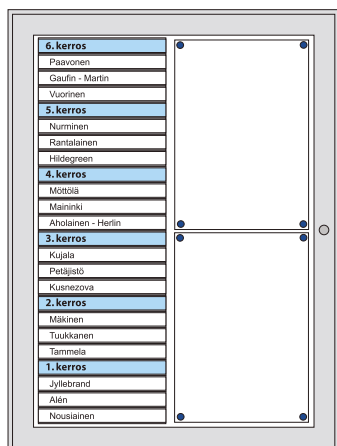 6. kerros
Paavonen
Gaufin - Martin
Vuorinen
5. kerros
Nurminen
Rantalainen
Hildegreen
4. kerros
Möttölä
Maininki
Aholainen - Herlin
3. kerros
Kujala
Petäjistö
Kusnezova
2. kerros
Mäkinen
Tuukkanen
Tammela
1. kerros
Jyllebrand
Alén
Nousiainen